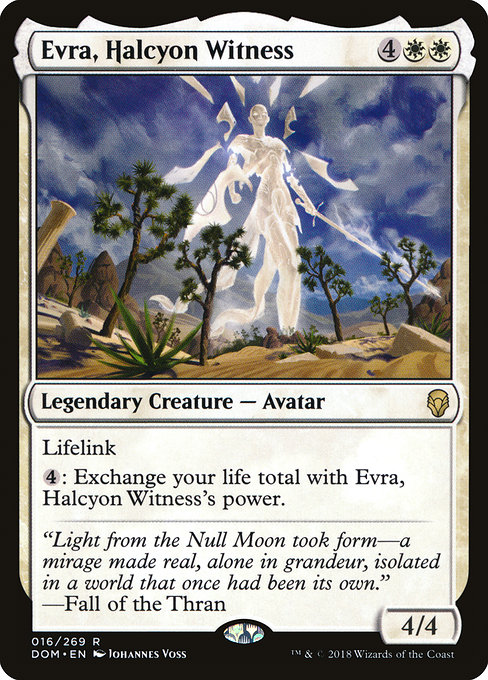 Evra, Halcyon Witness 4
Legendary Creature — Avatar
Lifelink
4: Exchange your life total with Evra,
Halcyon Witness's power.
“Light from the Null Moon took form—a
mirage made real, alone in grandeur, isolated
in a world that once had been its own.”
—Fall of the Thran
4/4
016/269 R
DOM • EN Johannes Voss
™ & © 2018 Wizards of the Coast